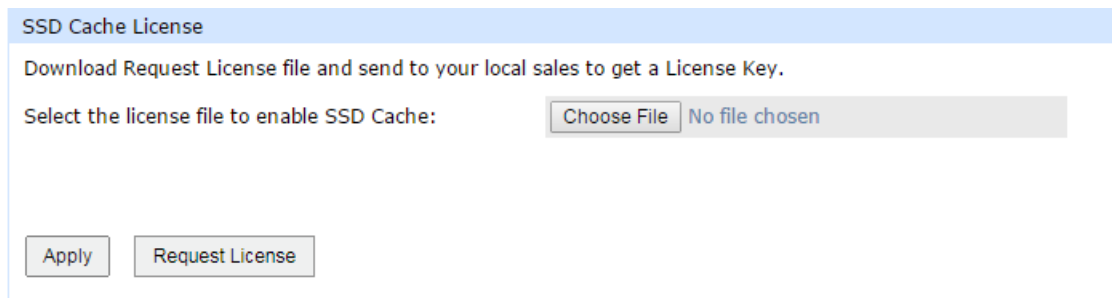 SSD Cache License
Download Request License file and send to your local sales to get a License Key.
Select the license file to enable SSD Cache: Choose File No file chosen
Apply Request License